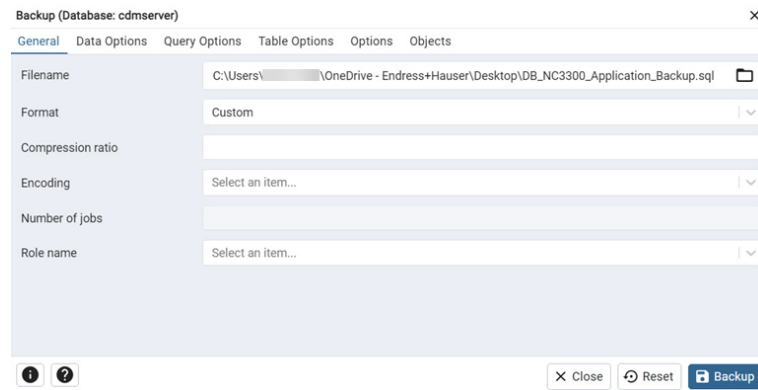 Backup (Database: cdmserver)
General Data Options Query Options Table Options Options Objects
Filename C:\Users\ \OneDrive - Endress+Hauser\Desktop\DB_NC3300_Application_Backup.sql
Format Custom
Compression ratio
Encoding Select an item...
Number of jobs
Role name Select an item...
Close Reset Backup